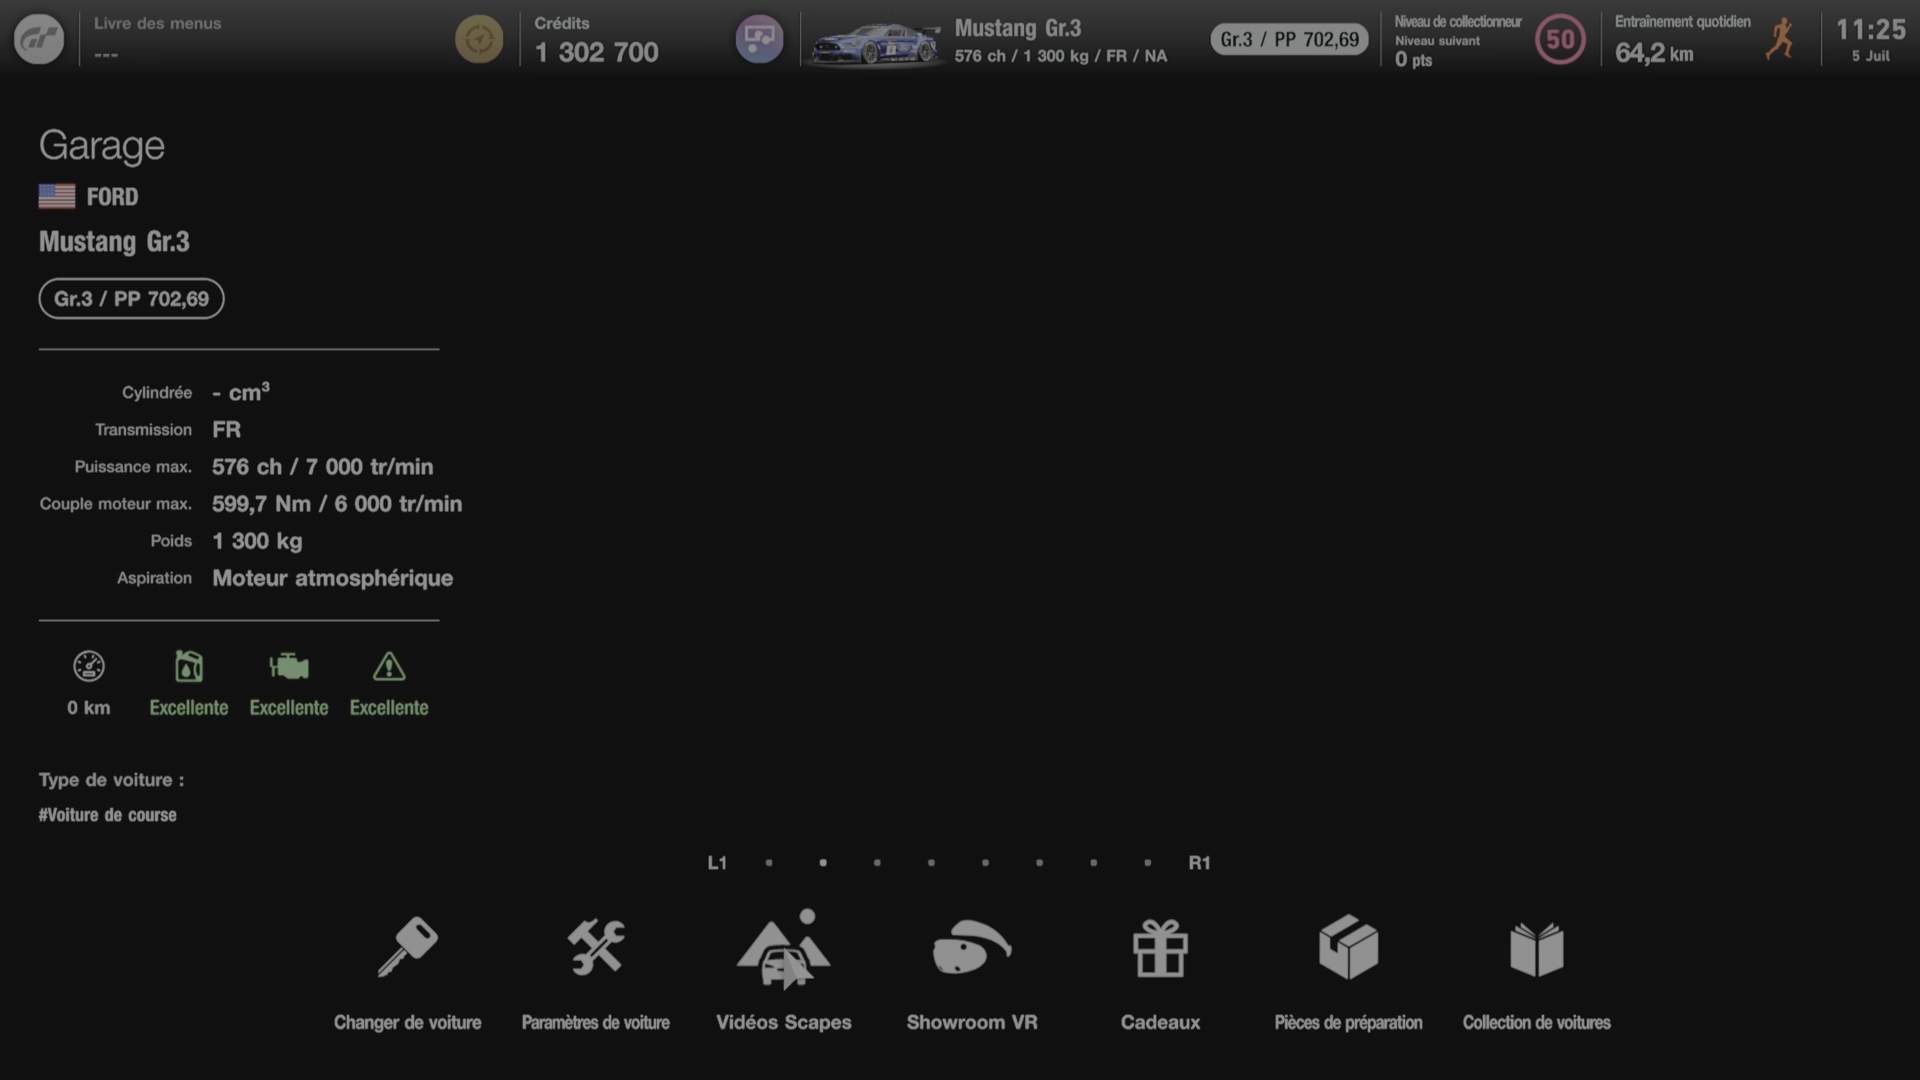 Livre des menus
---
Crédits
1 302 700
Mustang Gr.3
576 ch / 1 300 kg / FR / NA
Gr.3 / PP 702,69
Niveau de collectionneur
Niveau suivant
0 pts
50
Entraînement quotidien
64,2 km
11:25
5 Juil
Garage
FORD
Mustang Gr.3
Gr.3 / PP 702,69
Cylindrée - cm³
Transmission FR
Puissance max. 576 ch / 7 000 tr/min
Couple moteur max. 599,7 Nm / 6 000 tr/min
Poids 1 300 kg
Aspiration Moteur atmosphérique
0 km Excellente Excellente Excellente
Type de voiture :
#Voiture de course
L1 R1
Changer de voiture Paramètres de voiture Vidéos Scapes Showroom VR Cadeaux Pièces de préparation Collection de voitures